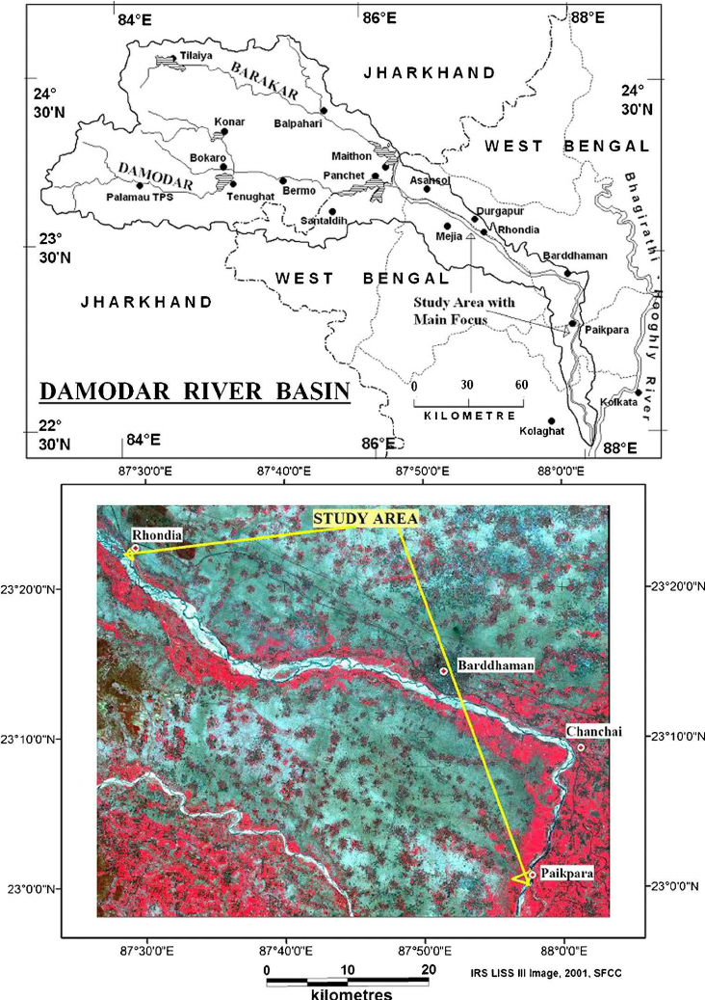 84°E
86°E
88°E
Tilaiya
JHARKHAND
BARAKAR
24°
30'N
24°
30'N
Balpahari
Konar
WEST BENGAL
Maithon
Bokaro
Panchet
DAMODAR
Asansol
Bhagirathi - Hooghly River
Palamau TPS
Tenughat
Bermo
Santaldih
Durgapur
Mejia
Rhondia
23°
30'N
Barddhaman
WEST BENGAL
JHARKHAND
Study Area with
Main Focus
Paikpara
DAMODAR RIVER BASIN
0 30 60
KILOMETRE
Kolkata
Kolaghat
22°
30'N
84°E
86°E
88°E
87°30'0"E
87°40'0"E
87°50'0"E
88°0'0"E
STUDY AREA
Rhondia
23°20'0"N
23°20'0"N
Barddhaman
Chanchai
23°10'0"N
23°10'0"N
Paikpara
23°0'0"N
23°0'0"N
87°30'0"E
87°40'0"E
87°50'0"E
88°0'0"E
0 10 20
kilometres
IRS LISS III Image, 2001, SFCC